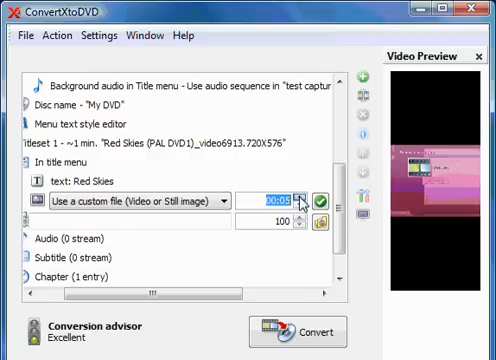 ConvertXtoDVD
File Action Settings Window Help
Video Preview
Background audio in Title menu - Use audio sequence in "test captur
Disc name - "My DVD"
Menu text style editor
Titleset 1 - ~1 min. "Red Skies (PAL DVD1)_video6913.720X576"
In title menu
text: Red Skies
Use a custom file (Video or Still image) 00:05
100
Audio (0 stream)
Subtitle (0 stream)
Chapter (1 entry)
Conversion advisor
Excellent
Convert